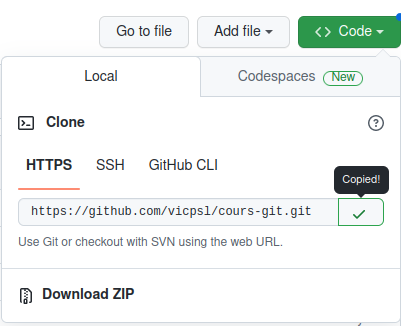 Go to file Add file Code
Local Codespaces New
Clone
HTTPS SSH GitHub CLI
Copied!
https://github.com/vicpsl/cours-git.git
Use Git or checkout with SVN using the web URL.
Download ZIP